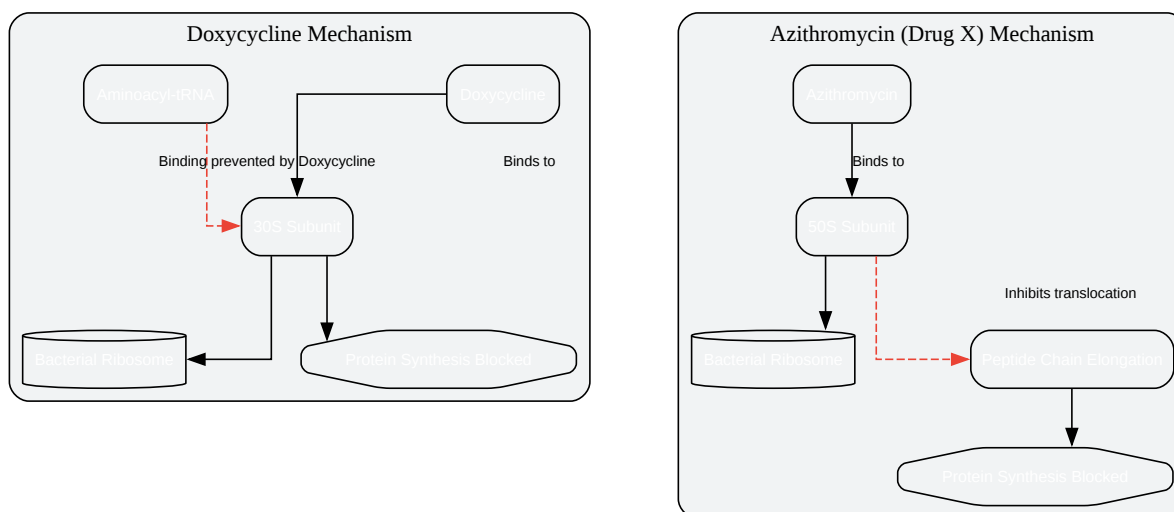 Doxycycline Mechanism
Aminoacyl-tRNA
Doxycycline
Binding prevented by Doxycycline
Binds to
30S Subunit
Bacterial Ribosome
Protein Synthesis Blocked
Azithromycin (Drug X) Mechanism
Azithromycin
Binds to
50S Subunit
Inhibits translocation
Bacterial Ribosome
Peptide Chain Elongation
Protein Synthesis Blocked